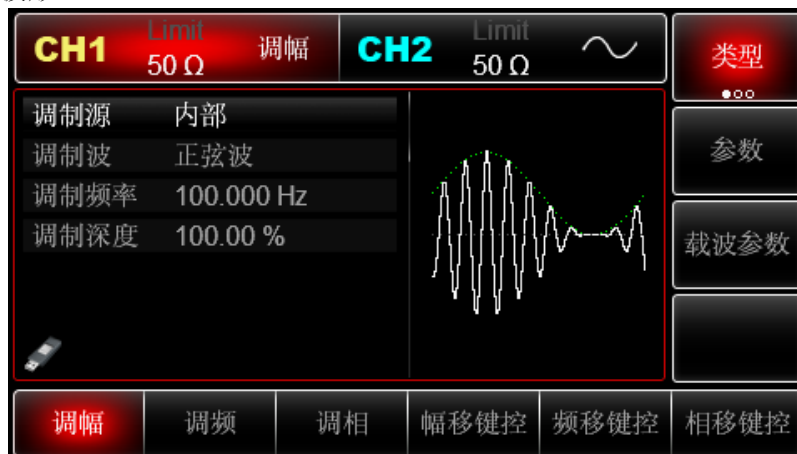 CH1 Limit 50 Ω 调幅 CH2 Limit 50 Ω 类型
调制源 内部
调制波 正弦波 参数
调制频率 100.000 Hz
调制深度 100.00 % 载波参数
调幅 调频 调相 幅移键控 频移键控 相移键控